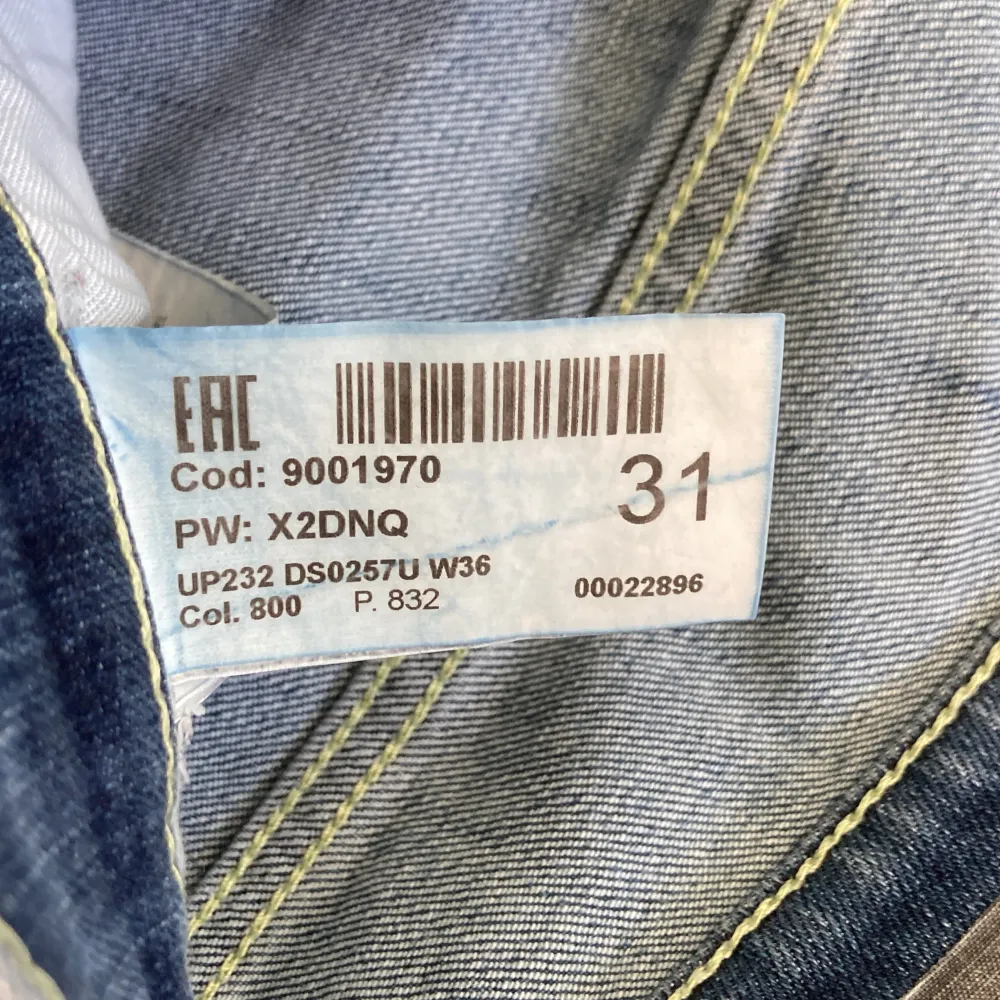 EAC
Cod: 9001970
31
PW: X2DNQ
UP232 DS0257U W36
Col. 800 P. 832
00022896